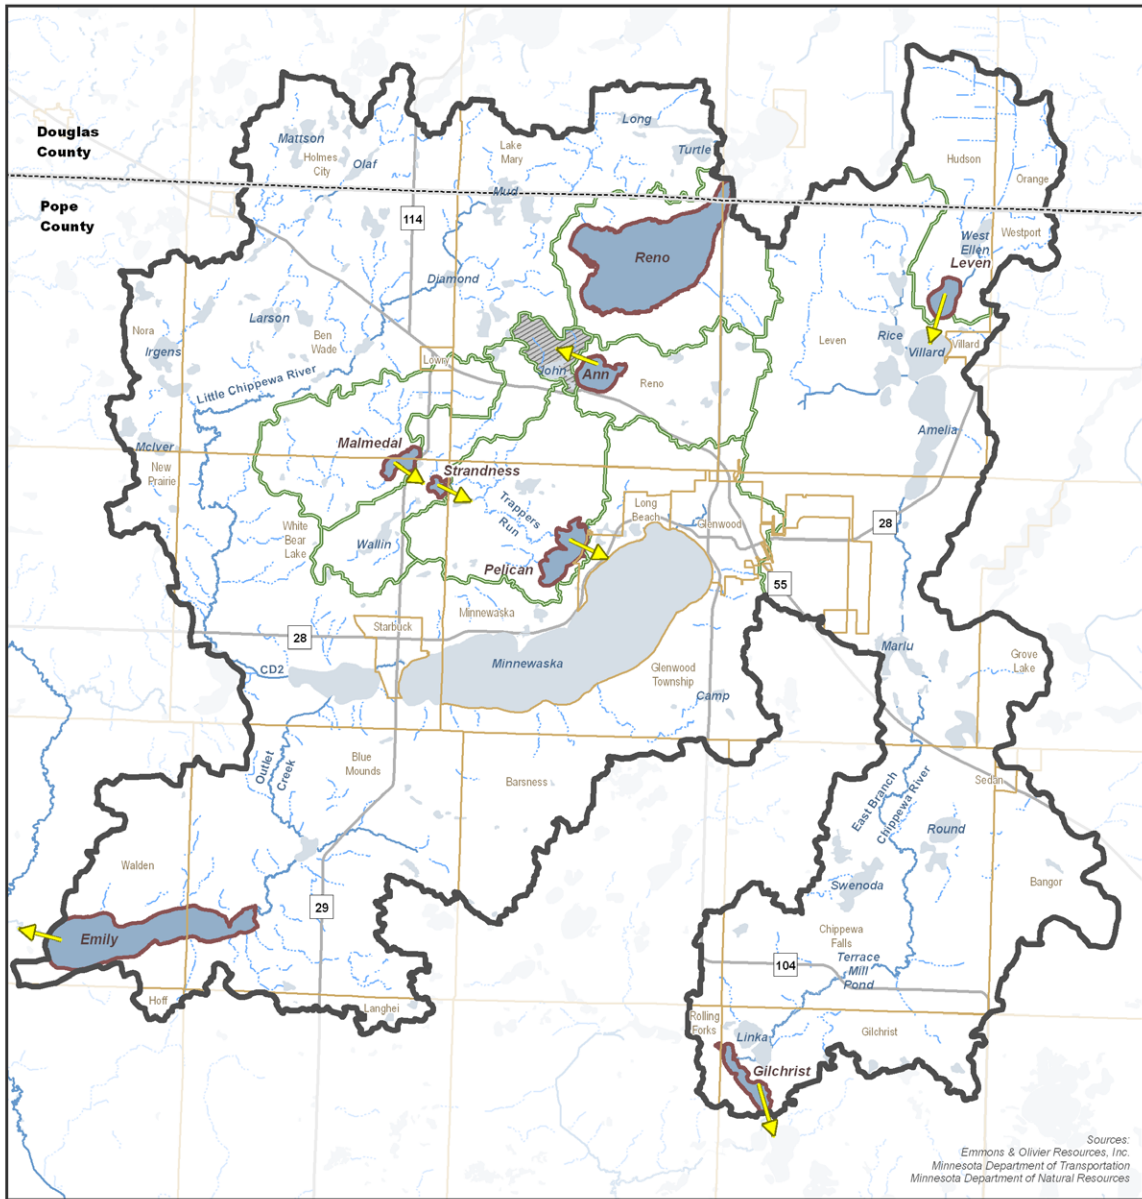 Long
Mattson
Douglas
County
Lake
Mary
Turtle
Holmes
City
Olaf
Hudson
Orange
Mud
Pope
County
114
West
Ellen
Westport
Reno
Leven
Diamond
Larson
Nora
Irgens
Ben
Wade
Rice
Leven
Villard
Villard
Lowry
John
Ann
Reno
Little Chippewa River
Amelia
Malmedal
McIver
New
Prairie
Strandness
Trappers
Run
Long
Beach
Glenwood
28
White
Bear
Lake
Wallin
Pelican
55
Minnewaska
Starbuck
28
Marlu
Grove
Lake
CD2
Minnewaska
Glenwood
Township
Camp
Outlet
Creek
Blue
Mounds
Barsness
Sedan
East Branch
Chippewa River
Round
Walden
Swenoda
Bangor
29
Emily
Chippewa
Falls
Terrace
Mill
Pond
104
Hoff
Langhei
Rolling
Forks
Linka
Gilchrist
Gilchrist
Sources:
Emmons & Olivier Resources, Inc.
Minnesota Department of Transportation
Minnesota Department of Natural Resources